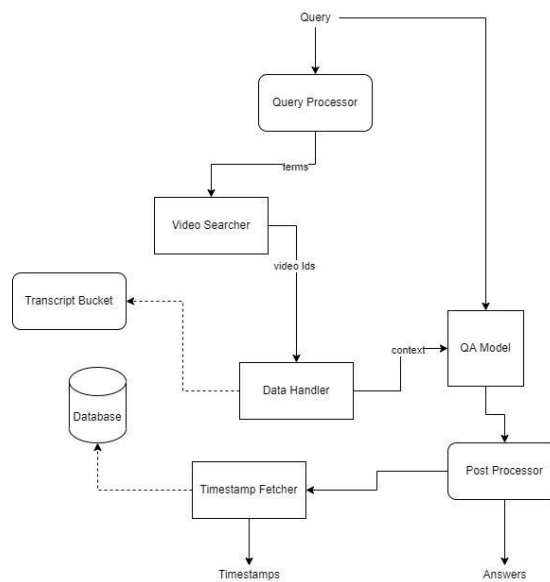 Query
Query Processor
terms
Video Searcher
video Ids
Transcript Bucket
context
QA Model
Data Handler
Database
Post Processor
Timestamp Fetcher
Timestamps
Answers